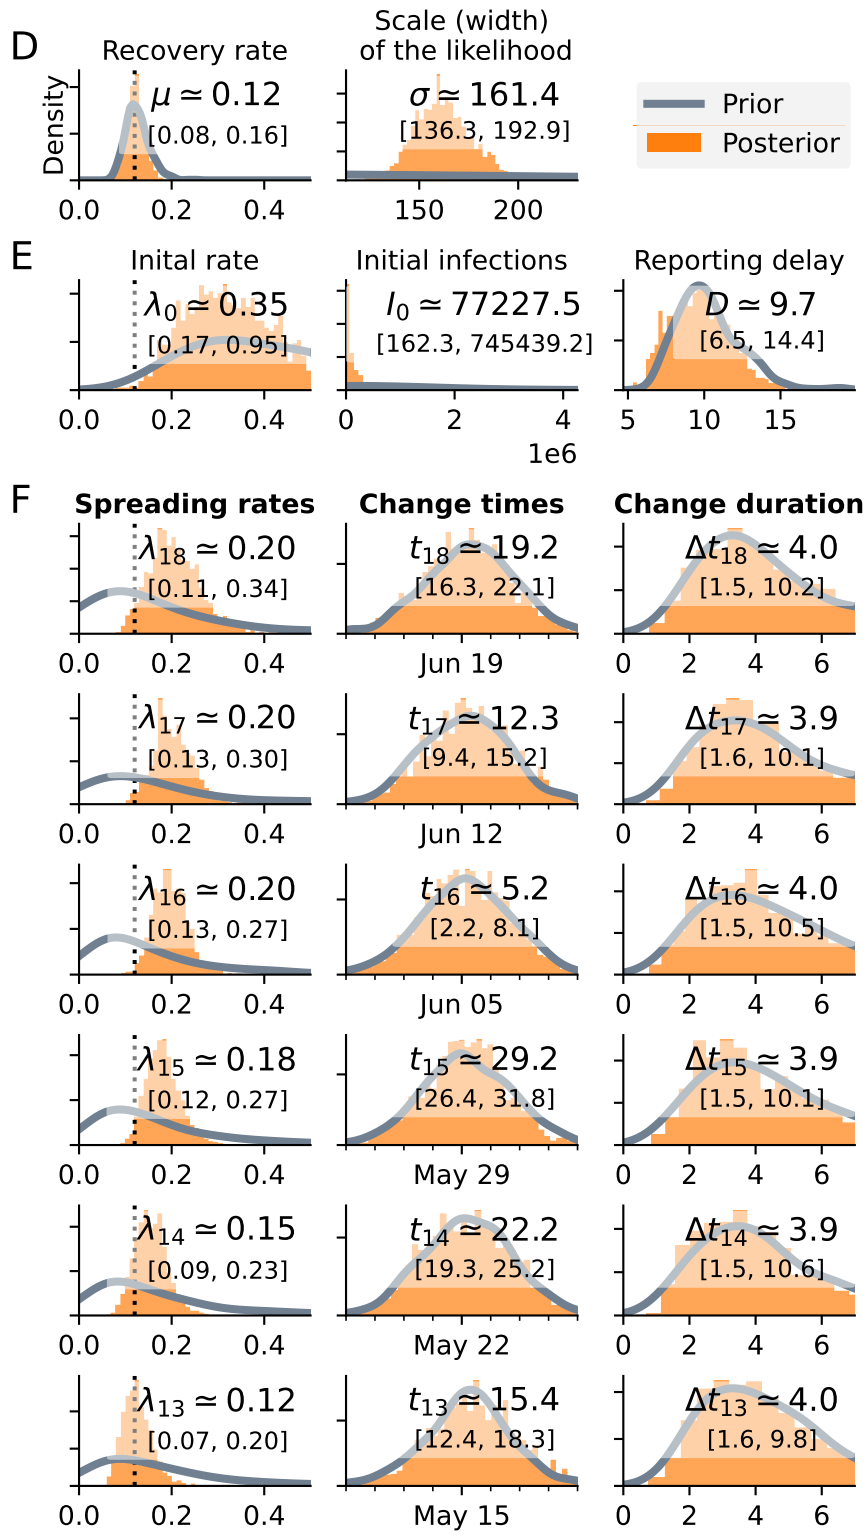 D
Recovery rate
Scale (width)
of the likelihood
Density
μ ≃ 0.12
[0.08, 0.16]
σ ≃ 161.4
[136.3, 192.9]
Prior
Posterior
0.0 0.2 0.4
150 200
E
Inital rate
Initial infections
Reporting delay
λ0 ≃ 0.35
[0.17, 0.95]
I0 ≃ 77227.5
[162.3, 745439.2]
D ≃ 9.7
[6.5, 14.4]
0.0 0.2 0.4
0 2 4
1e6
5 10 15
F
Spreading rates
Change times
Change duration
λ18 ≃ 0.20
[0.11, 0.34]
t18 ≃ 19.2
[16.3, 22.1]
Δt18 ≃ 4.0
[1.5, 10.2]
0.0 0.2 0.4
Jun 19
0 2 4 6
λ17 ≃ 0.20
[0.13, 0.30]
t17 ≃ 12.3
[9.4, 15.2]
Δt17 ≃ 3.9
[1.6, 10.1]
0.0 0.2 0.4
Jun 12
0 2 4 6
λ16 ≃ 0.20
[0.13, 0.27]
t16 ≃ 5.2
[2.2, 8.1]
Δt16 ≃ 4.0
[1.5, 10.5]
0.0 0.2 0.4
Jun 05
0 2 4 6
λ15 ≃ 0.18
[0.12, 0.27]
t15 ≃ 29.2
[26.4, 31.8]
Δt15 ≃ 3.9
[1.5, 10.1]
0.0 0.2 0.4
May 29
0 2 4 6
λ14 ≃ 0.15
[0.09, 0.23]
t14 ≃ 22.2
[19.3, 25.2]
Δt14 ≃ 3.9
[1.5, 10.6]
0.0 0.2 0.4
May 22
0 2 4 6
λ13 ≃ 0.12
[0.07, 0.20]
t13 ≃ 15.4
[12.4, 18.3]
Δt13 ≃ 4.0
[1.6, 9.8]
0.0 0.2 0.4
May 15
0 2 4 6